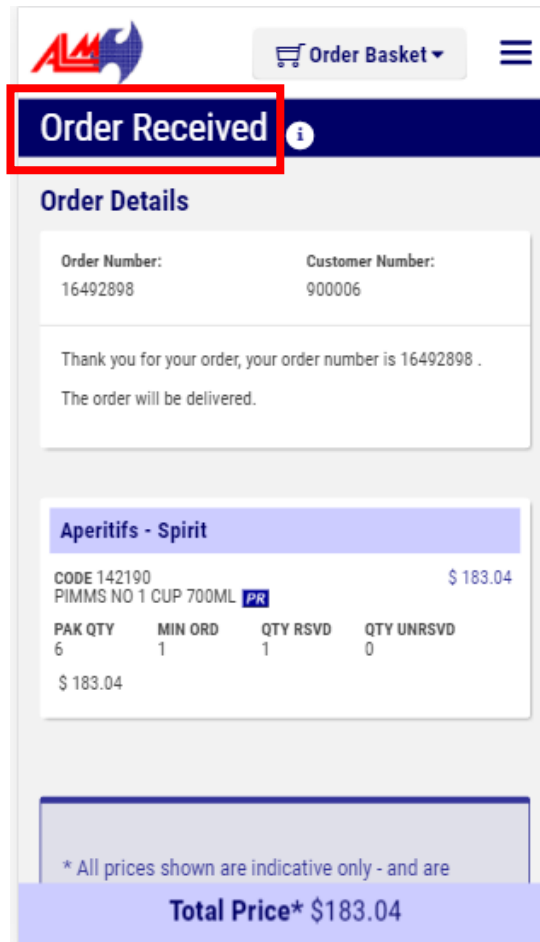 ALM
Order Basket
Order Received i
Order Details
Order Number: Customer Number:
16492898 900006
Thank you for your order, your order number is 16492898 .
The order will be delivered.
Aperitifs - Spirit
CODE 142190 $ 183.04
PIMMS NO 1 CUP 700ML PR
PAK QTY MIN ORD QTY RSVD QTY UNRSVD
6 1 1 0
$ 183.04
* All prices shown are indicative only - and are
Total Price* $183.04